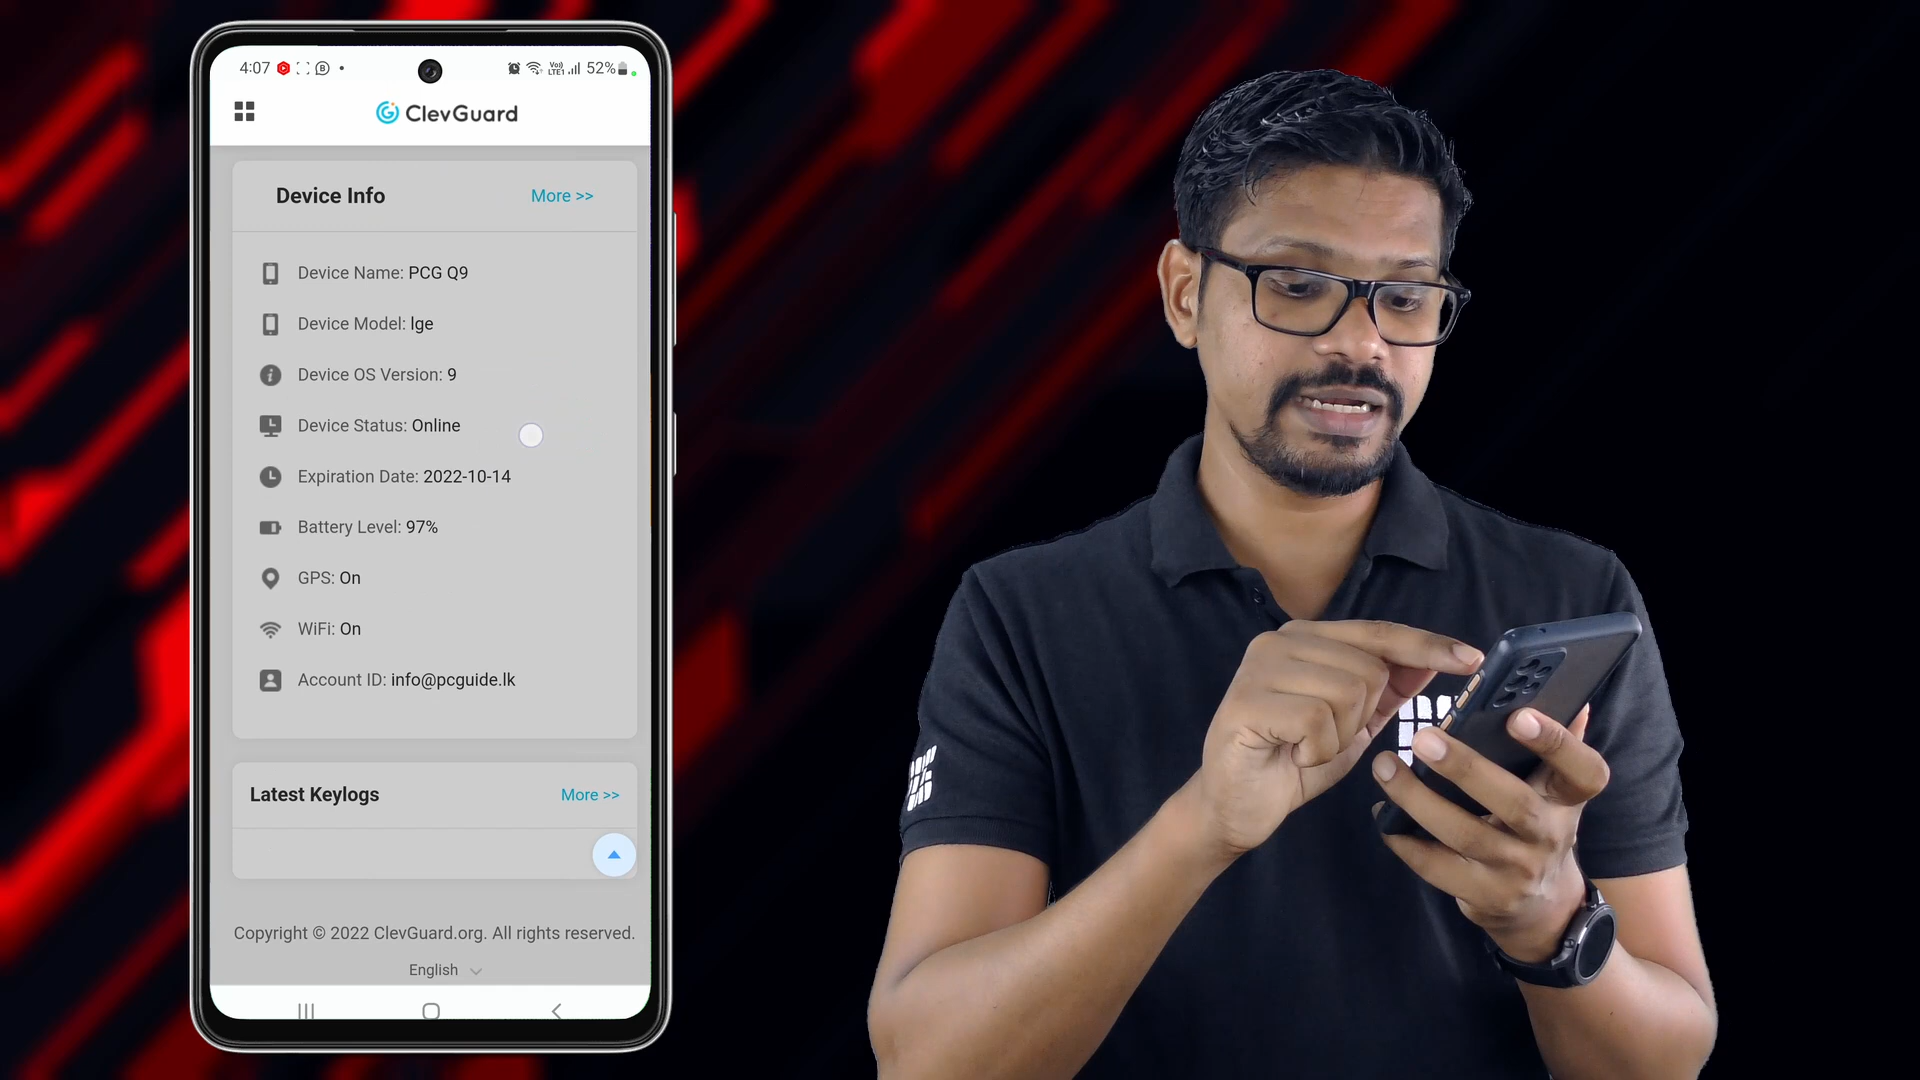 4:07
VoLTE1 52%
ClevGuard
Device Info More >>
Device Name: PCG Q9
Device Model: lge
Device OS Version: 9
Device Status: Online
Expiration Date: 2022-10-14
Battery Level: 97%
GPS: On
WiFi: On
Account ID: info@pcguide.lk
Latest Keylogs More >>
Copyright © 2022 ClevGuard.org. All rights reserved.
English